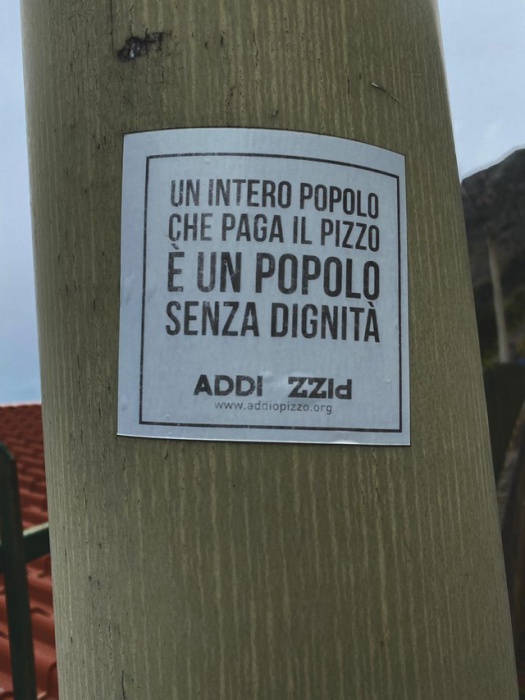 UN INTERO POPOLO
CHE PAGA IL PIZZO
È UN POPOLO
SENZA DIGNITÀ
ADDI ZZId
www.addiopizzo.org